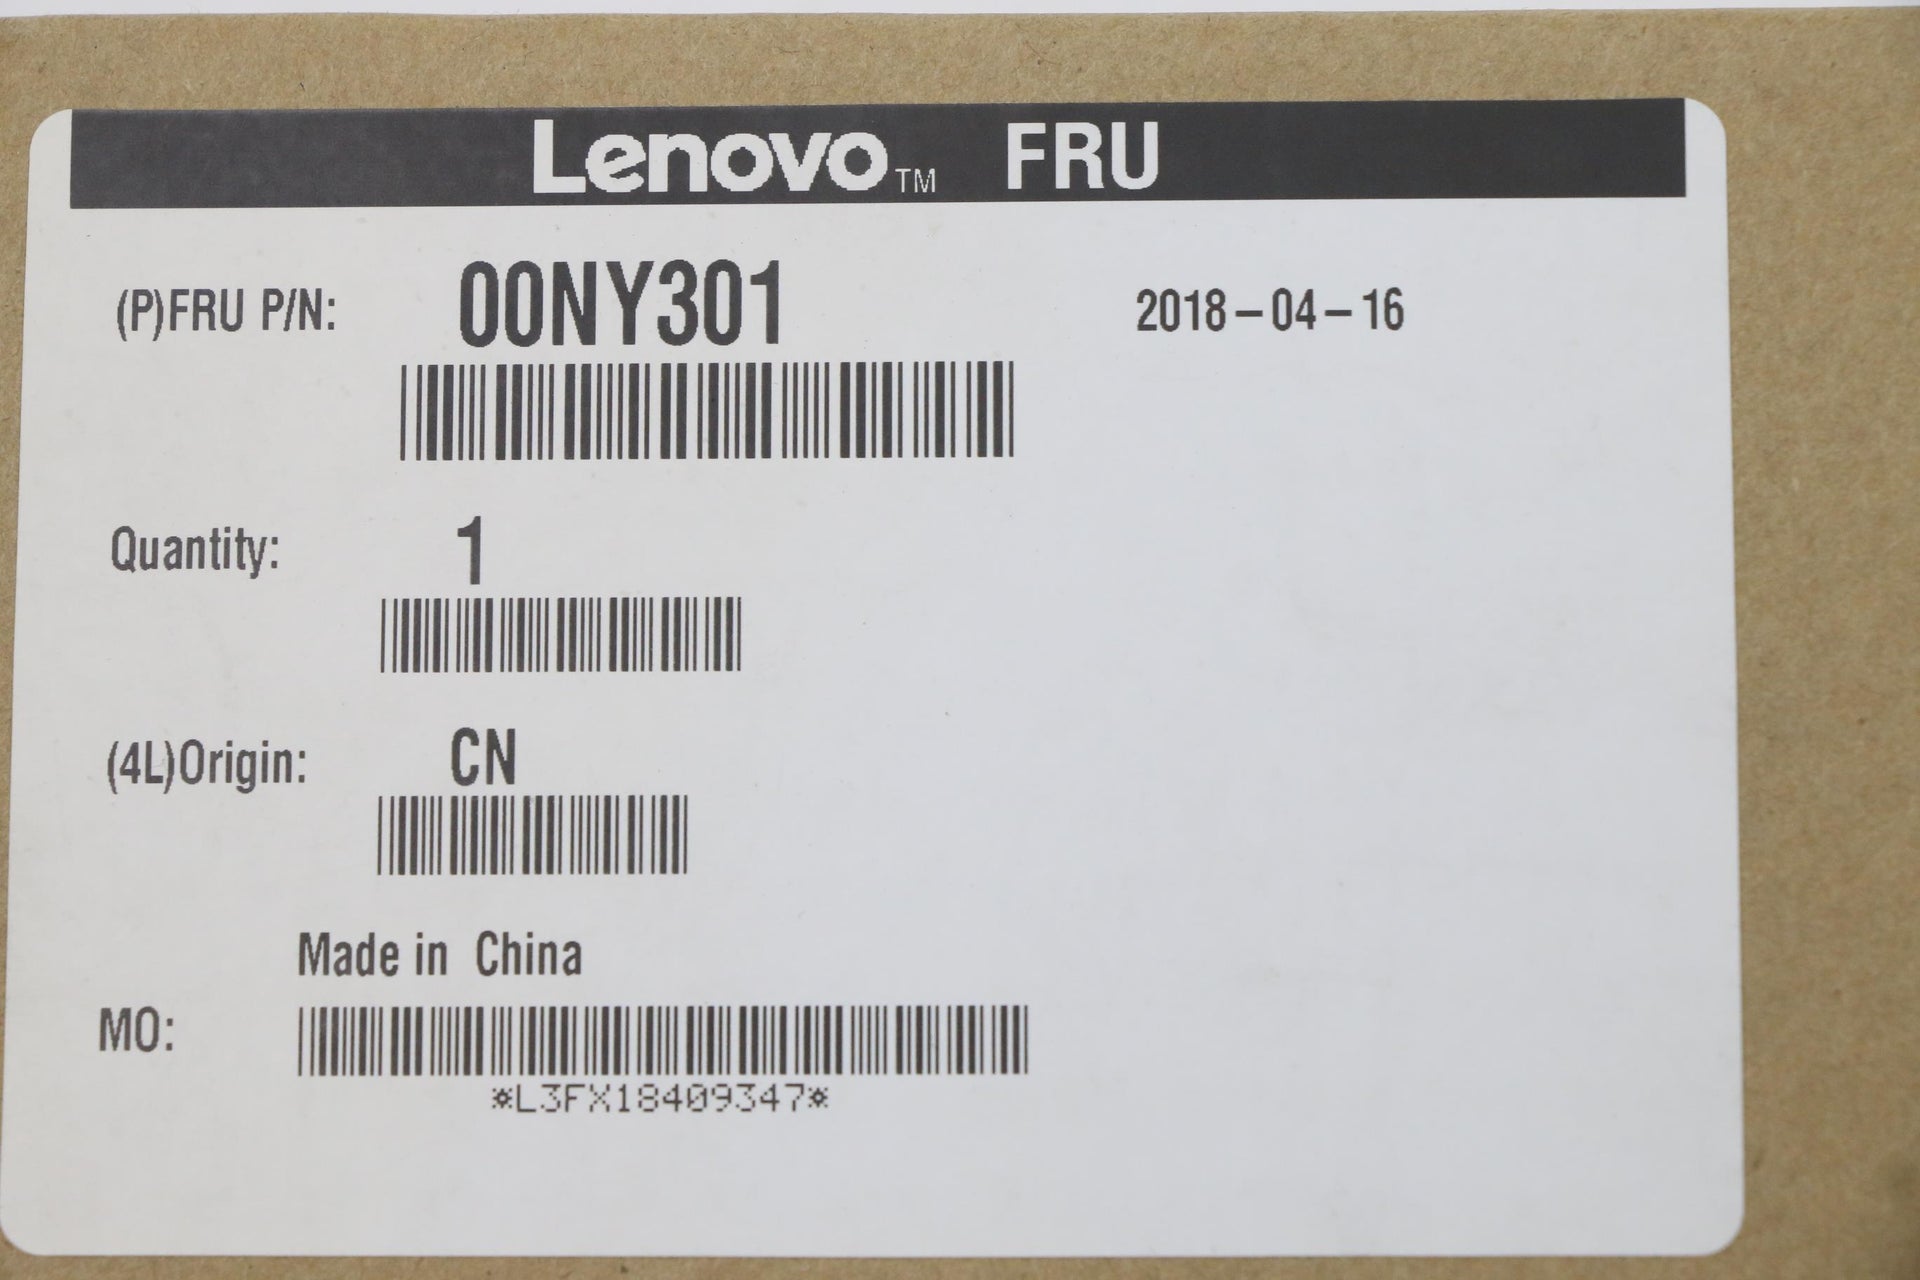 Lenovo™ FRU
(P)FRU P/N: 00NY301 2018-04-16
Quantity: 1
(4L)Origin: CN
Made in China
MO:
*L3FX18409347*